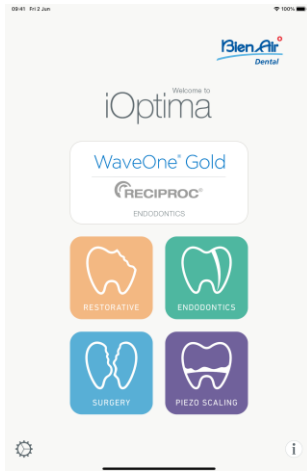 09:41 Fri 2 Jun
100%
Bien Air
Dental
Welcome to
iOptima
WaveOne® Gold
RECIPROC®
ENDODONTICS
RESTORATIVE
ENDODONTICS
SURGERY
PIEZO SCALING
i